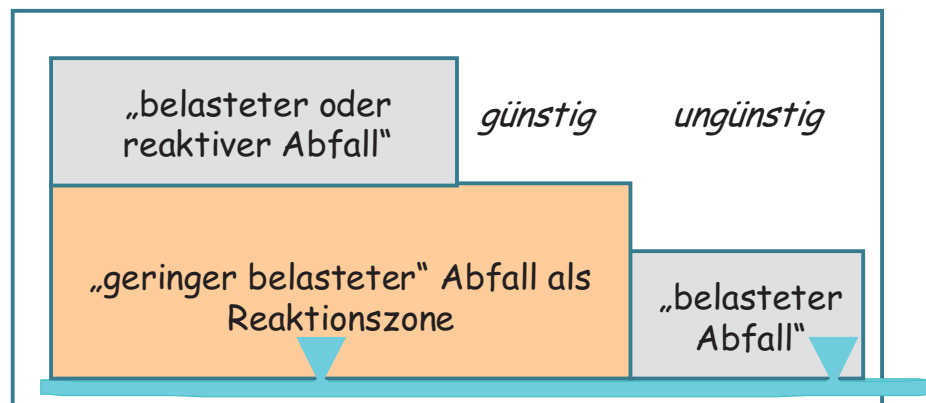 „belasteter oder
reaktiver Abfall“
günstig
ungünstig
„geringer belasteter“ Abfall als
Reaktionszone
„belasteter
Abfall“